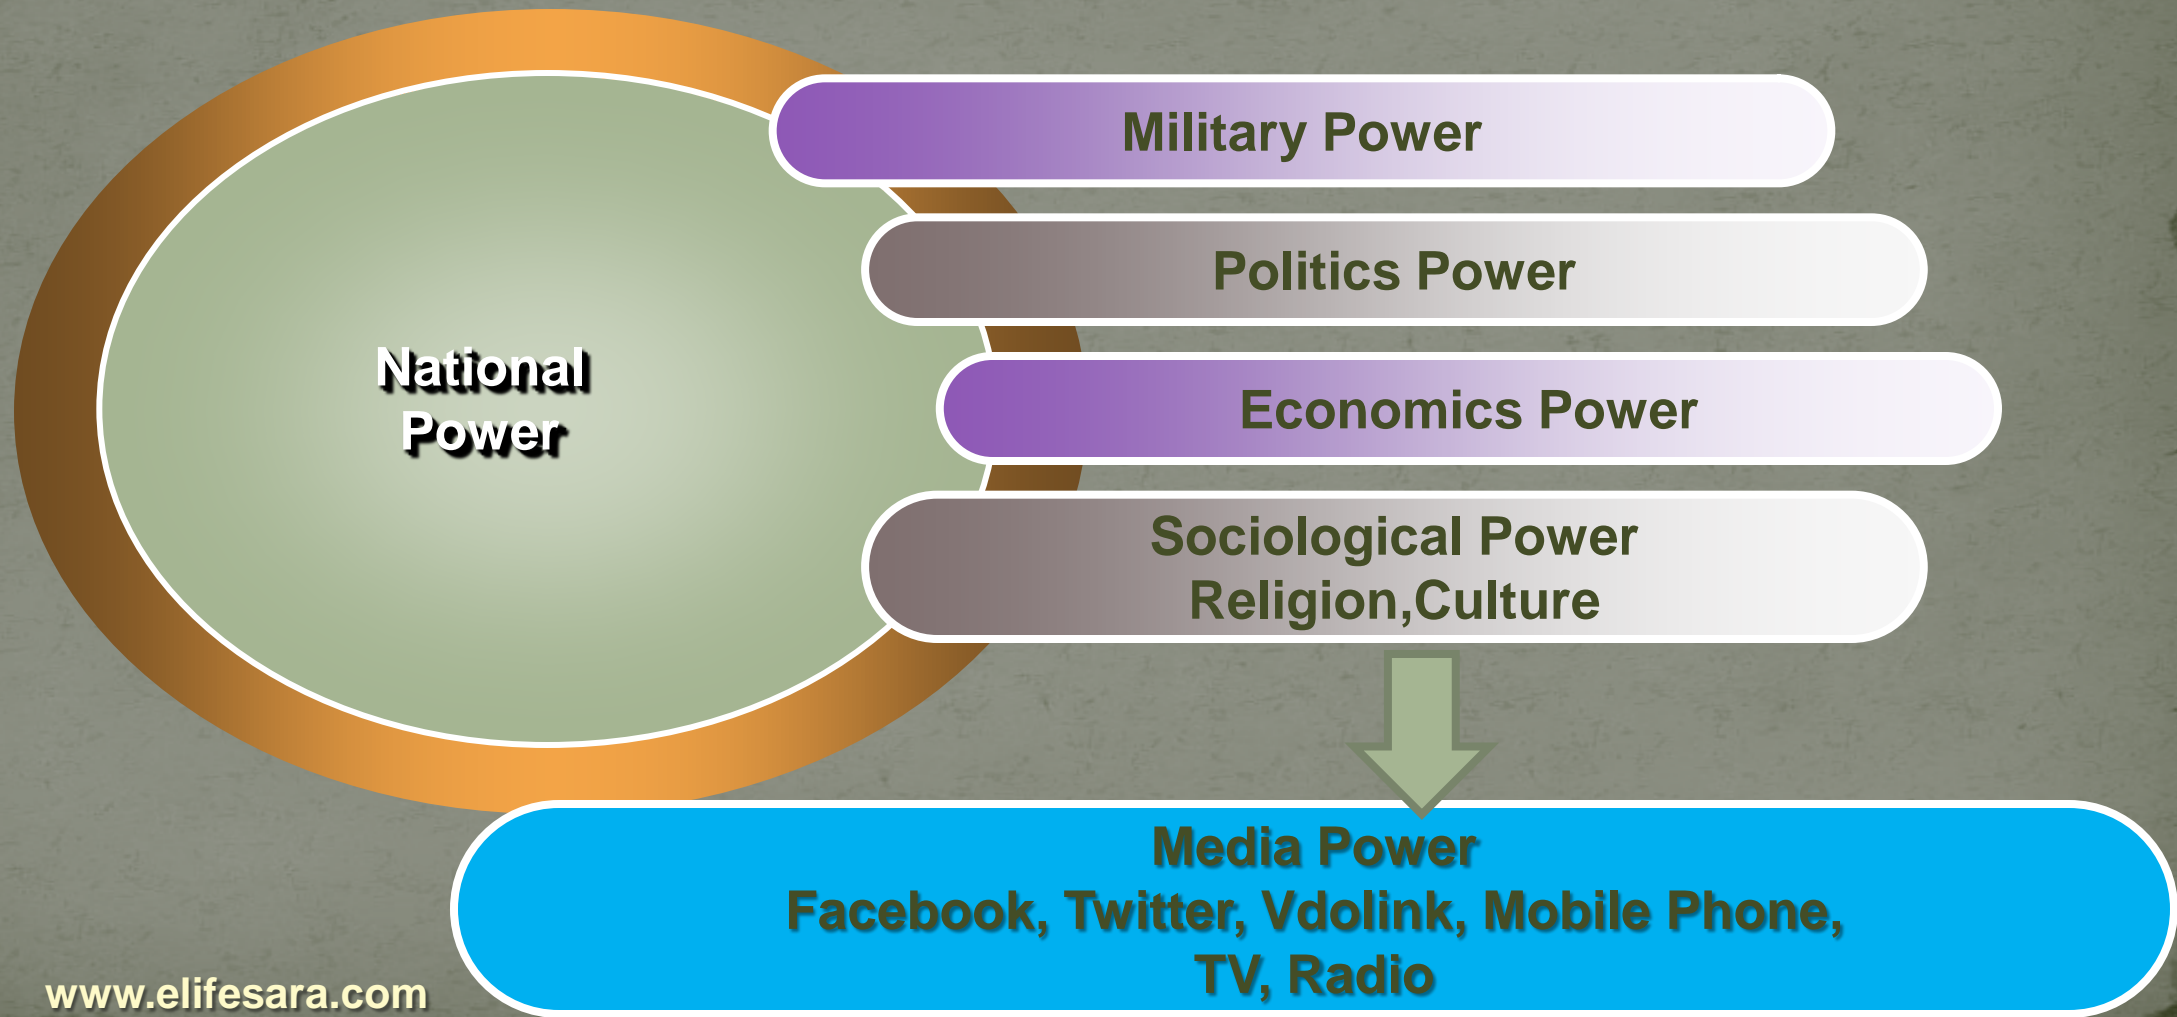 Military Power
Politics Power
National
Power
Economics Power
Sociological Power
Religion,Culture
Media Power
Facebook, Twitter, Vdolink, Mobile Phone,
TV, Radio
www.elifesara.com